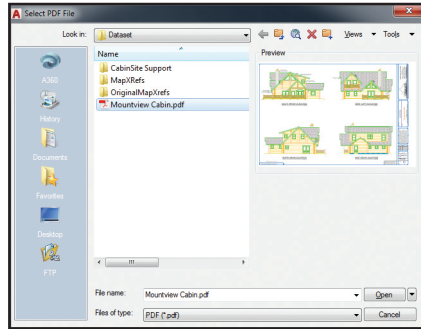 Select PDF File
Look in: Dataset Views Tools
Name
Preview
CabinSite Support
MapXRefs
OriginalMapXrefs
Mountview Cabin.pdf
A360
History
Documents
Favorites
Desktop
FTP
File name: Mountview Cabin.pdf Open
Files of type: PDF (*.pdf) Cancel